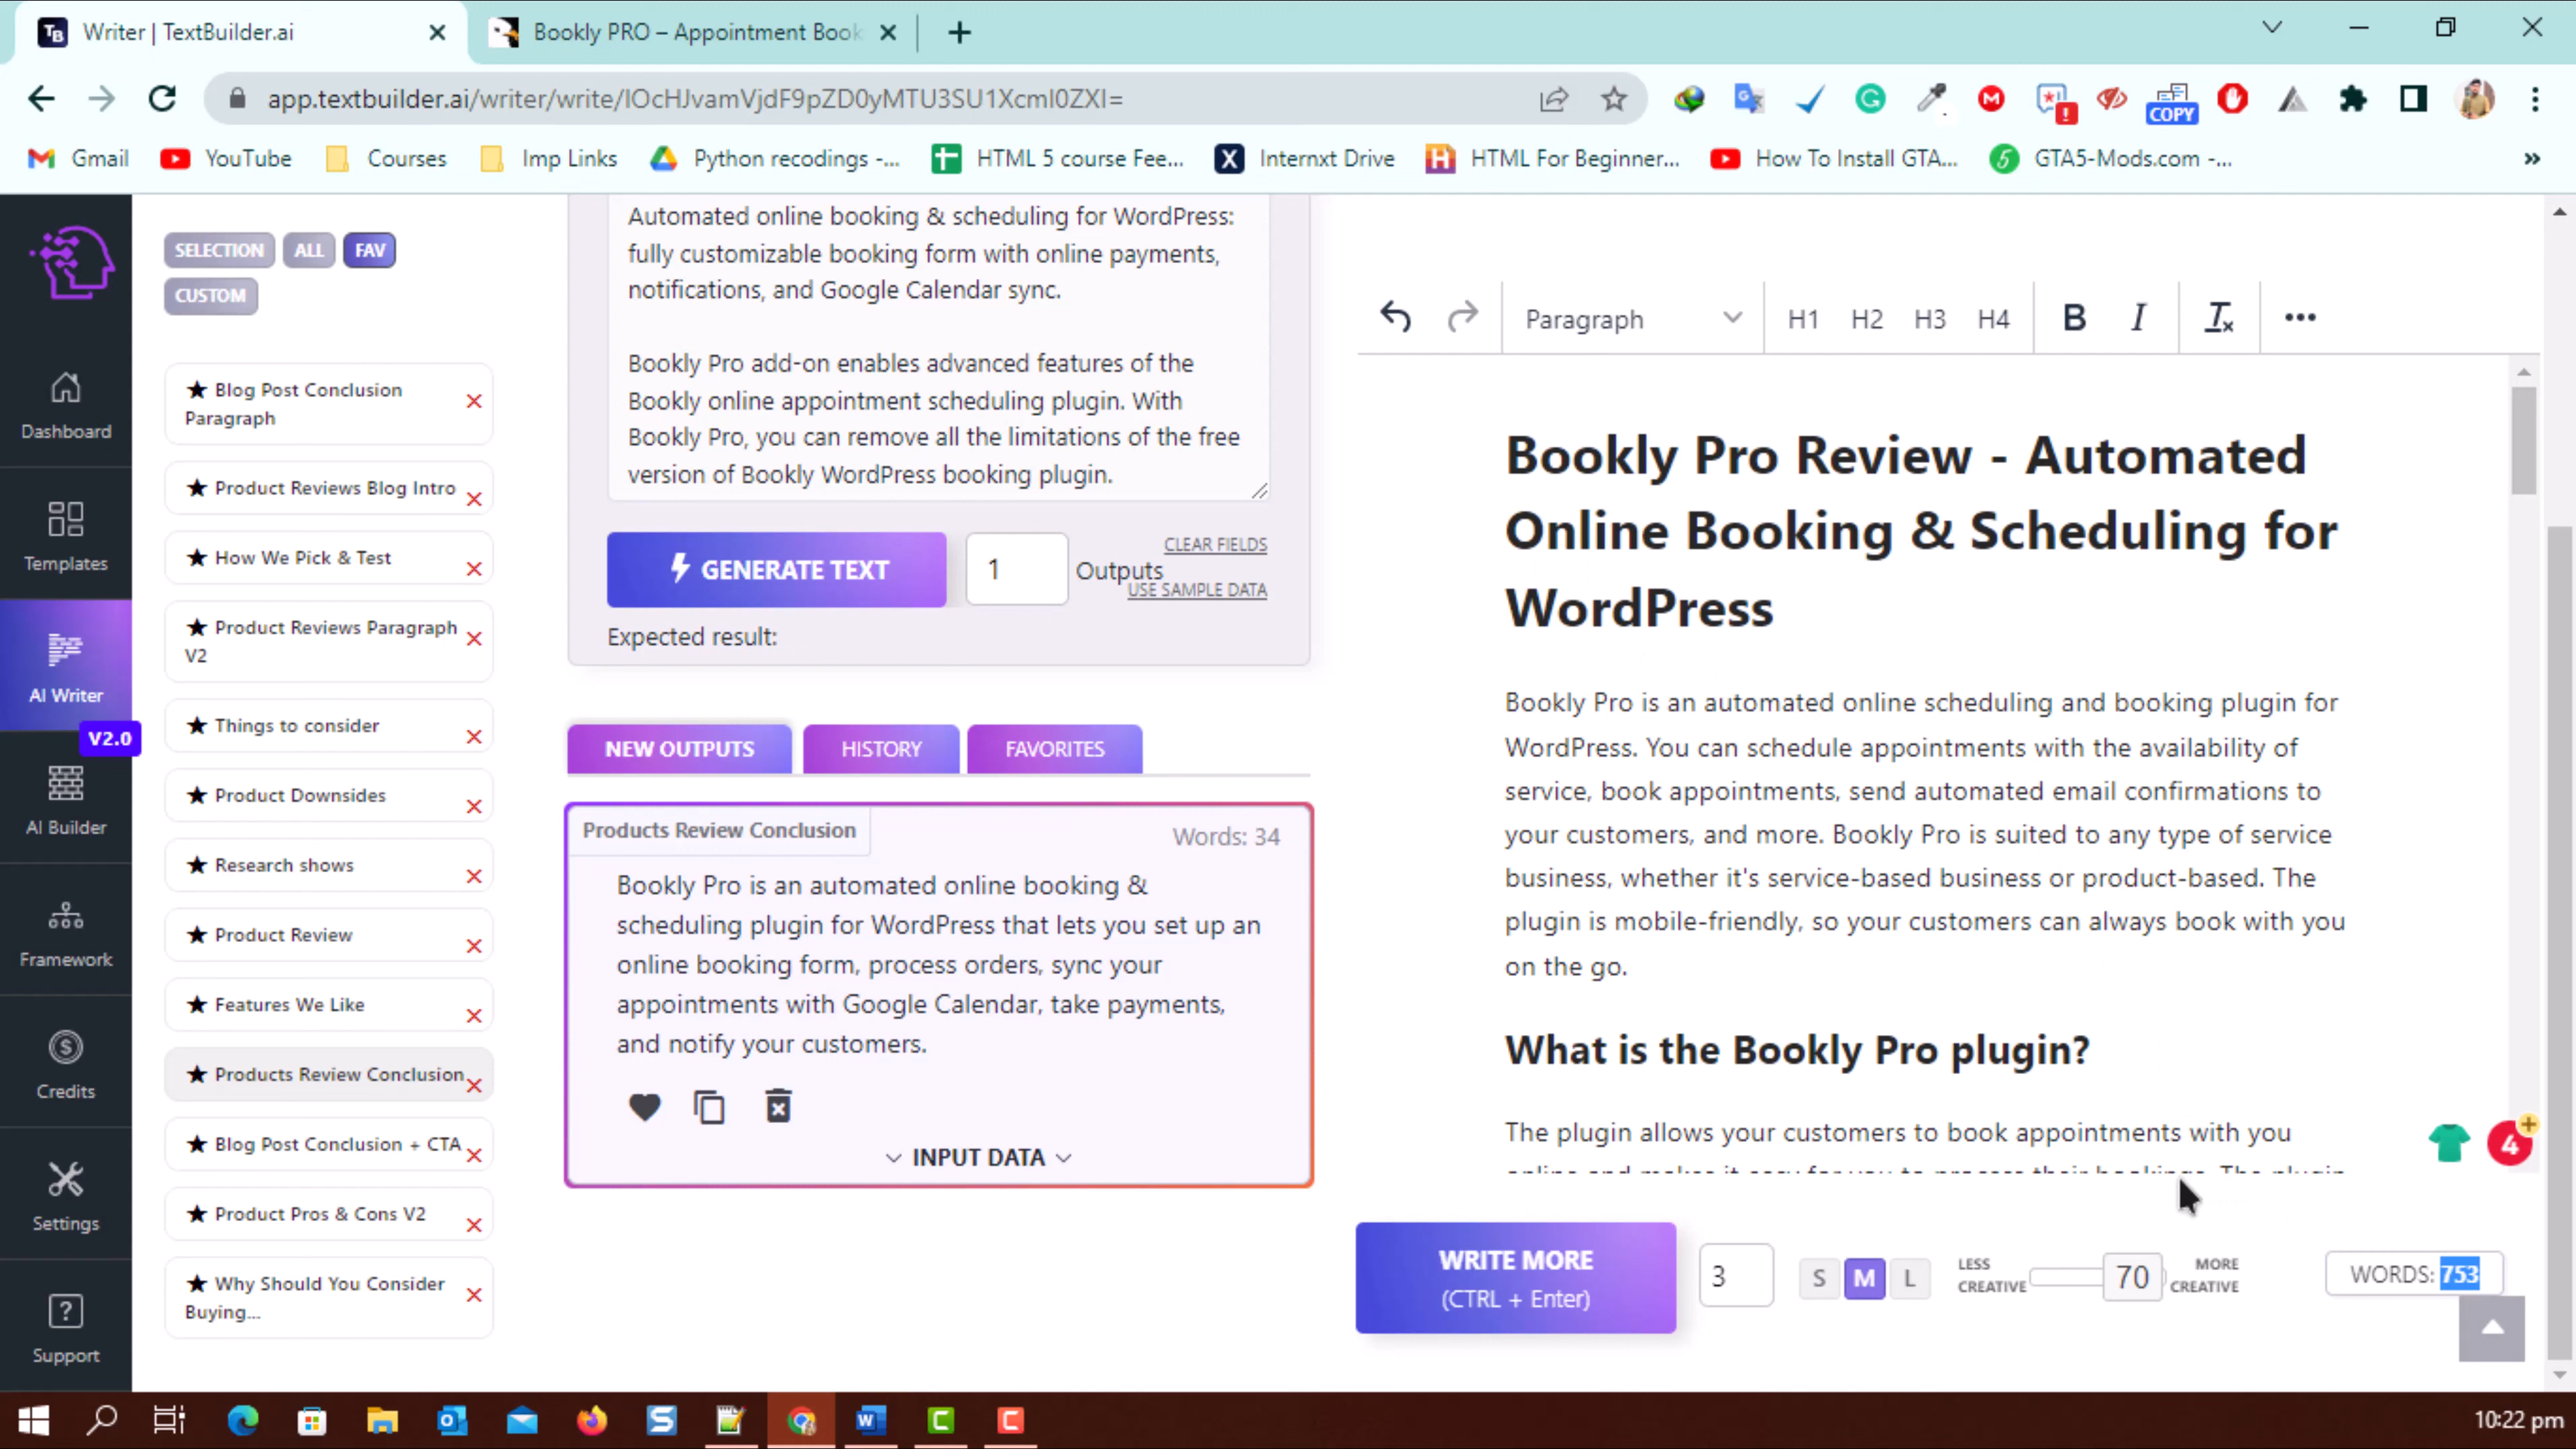 Writer | TextBuilder.ai
Bookly PRO – Appointment Book
app.textbuilder.ai/writer/write/IOcHJvamVjdF9pZD0yMTU3SU1XcmI0ZXI=
COPY
Gmail
YouTube
Courses
Imp Links
Python recodings -...
HTML 5 course Fee...
Internxt Drive
HTML For Beginner...
How To Install GTA...
GTA5-Mods.com -...
SELECTION
ALL
FAV
CUSTOM
Dashboard
Templates
AI Writer
V2.0
AI Builder
Framework
Credits
Settings
Support
★ Blog Post Conclusion
Paragraph
★ Product Reviews Blog Intro
★ How We Pick & Test
★ Product Reviews Paragraph
V2
★ Things to consider
★ Product Downsides
★ Research shows
★ Product Review
★ Features We Like
★ Products Review Conclusion
★ Blog Post Conclusion + CTA
★ Product Pros & Cons V2
★ Why Should You Consider
Buying...
Automated online booking & scheduling for WordPress:
fully customizable booking form with online payments,
notifications, and Google Calendar sync.
Bookly Pro add-on enables advanced features of the
Bookly online appointment scheduling plugin. With
Bookly Pro, you can remove all the limitations of the free
version of Bookly WordPress booking plugin.
GENERATE TEXT
1
Outputs
CLEAR FIELDS
USE SAMPLE DATA
Expected result:
NEW OUTPUTS
HISTORY
FAVORITES
Products Review Conclusion
Words: 34
Bookly Pro is an automated online booking &
scheduling plugin for WordPress that lets you set up an
online booking form, process orders, sync your
appointments with Google Calendar, take payments,
and notify your customers.
INPUT DATA
Paragraph
H1
H2
H3
H4
B
I
Bookly Pro Review - Automated
Online Booking & Scheduling for
WordPress
Bookly Pro is an automated online scheduling and booking plugin for
WordPress. You can schedule appointments with the availability of
service, book appointments, send automated email confirmations to
your customers, and more. Bookly Pro is suited to any type of service
business, whether it's service-based business or product-based. The
plugin is mobile-friendly, so your customers can always book with you
on the go.
What is the Bookly Pro plugin?
The plugin allows your customers to book appointments with you
online and makes it easy for you to process their bookings. The plugin
4
WRITE MORE
(CTRL + Enter)
3
S
M
L
LESS
CREATIVE
70
MORE
CREATIVE
WORDS: 753
10:22 pm